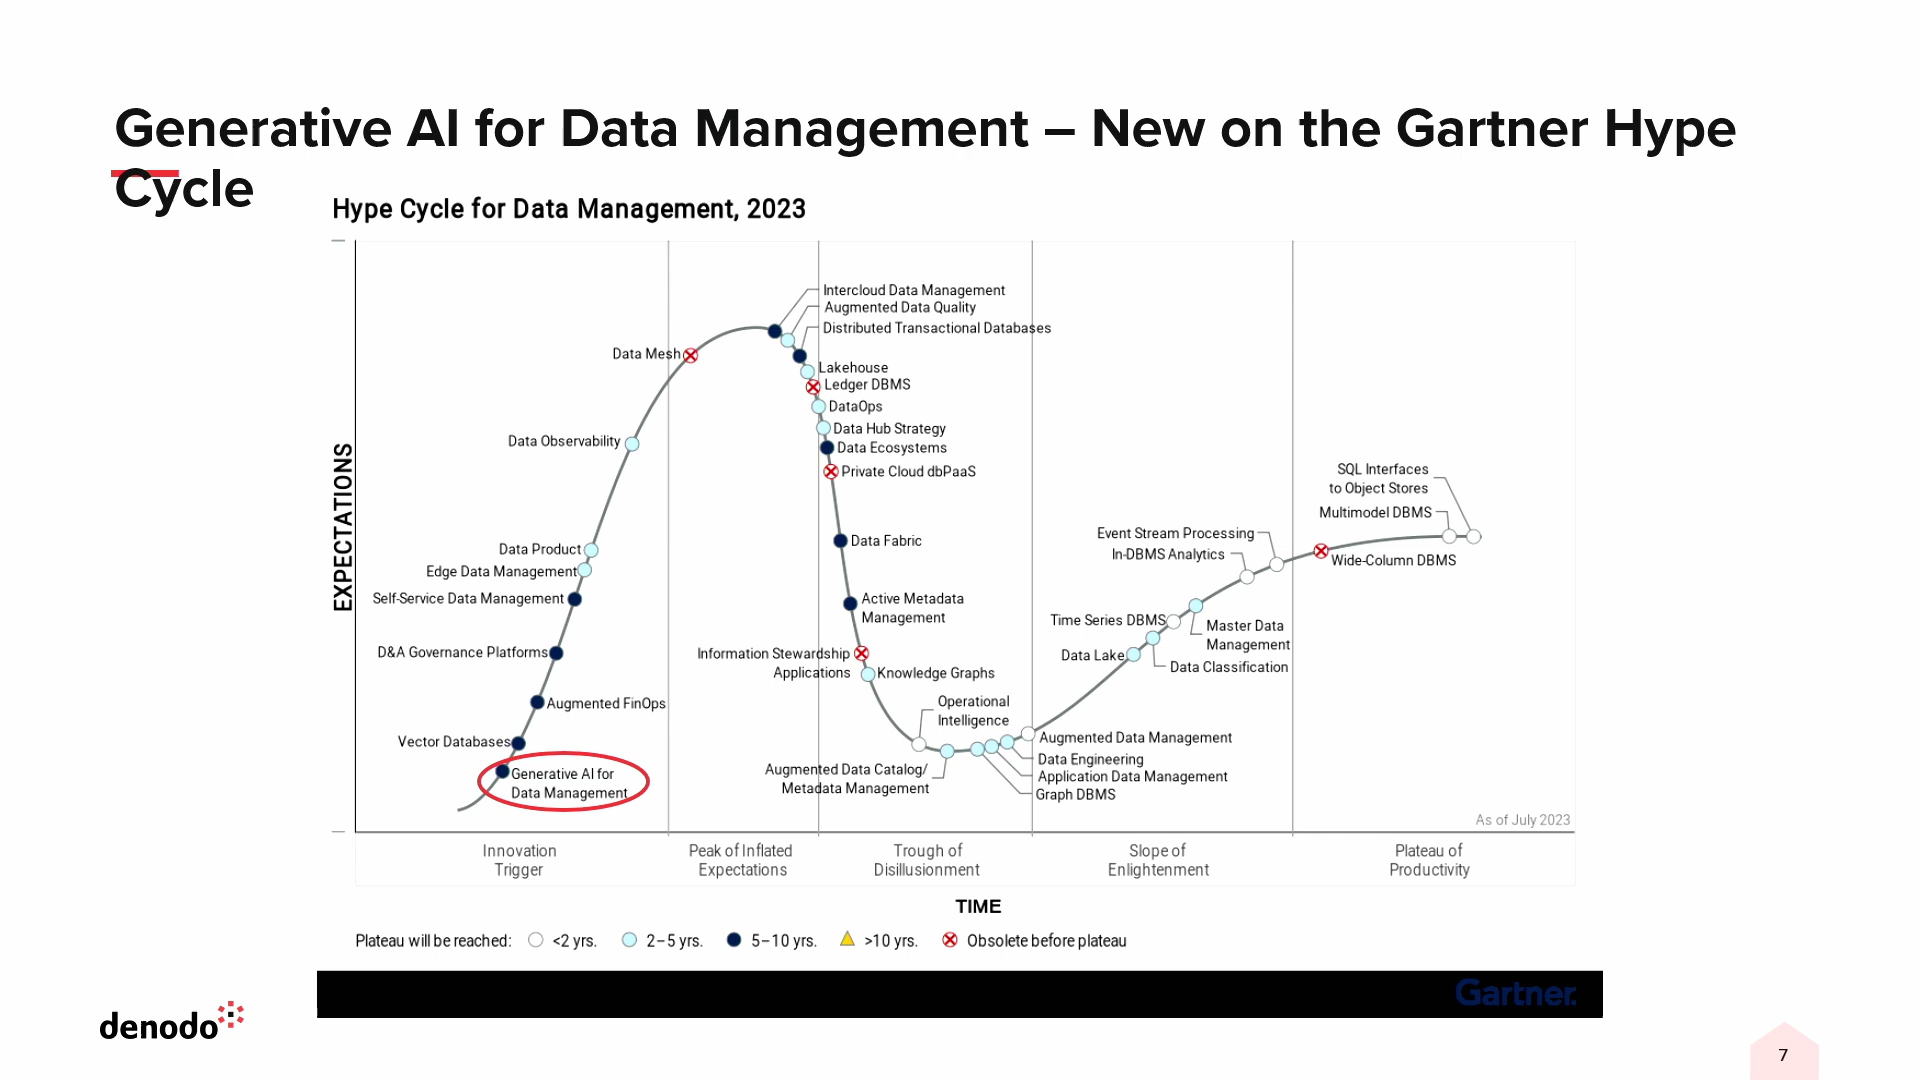 Generative AI for Data Management – New on the Gartner Hype
Cycle
Hype Cycle for Data Management, 2023
EXPECTATIONS
Intercloud Data Management
Augmented Data Quality
Distributed Transactional Databases
Data Mesh
Lakehouse
Ledger DBMS
DataOps
Data Hub Strategy
Data Observability
Data Ecosystems
Private Cloud dbPaaS
SQL Interfaces
to Object Stores
Multimodel DBMS
Event Stream Processing
In-DBMS Analytics
Wide-Column DBMS
Data Fabric
Data Product
Edge Data Management
Self-Service Data Management
Active Metadata
Management
Time Series DBMS
Master Data
Management
D&A Governance Platforms
Information Stewardship
Applications
Knowledge Graphs
Data Lake
Data Classification
Augmented FinOps
Operational
Intelligence
Vector Databases
Augmented Data Management
Data Engineering
Application Data Management
Graph DBMS
Augmented Data Catalog/
Metadata Management
Generative AI for
Data Management
As of July 2023
Innovation
Trigger
Peak of Inflated
Expectations
Trough of
Disillusionment
Slope of
Enlightenment
Plateau of
Productivity
TIME
Plateau will be reached: <2 yrs. 2–5 yrs. 5–10 yrs. >10 yrs. Obsolete before plateau
Gartner.
denodo
7